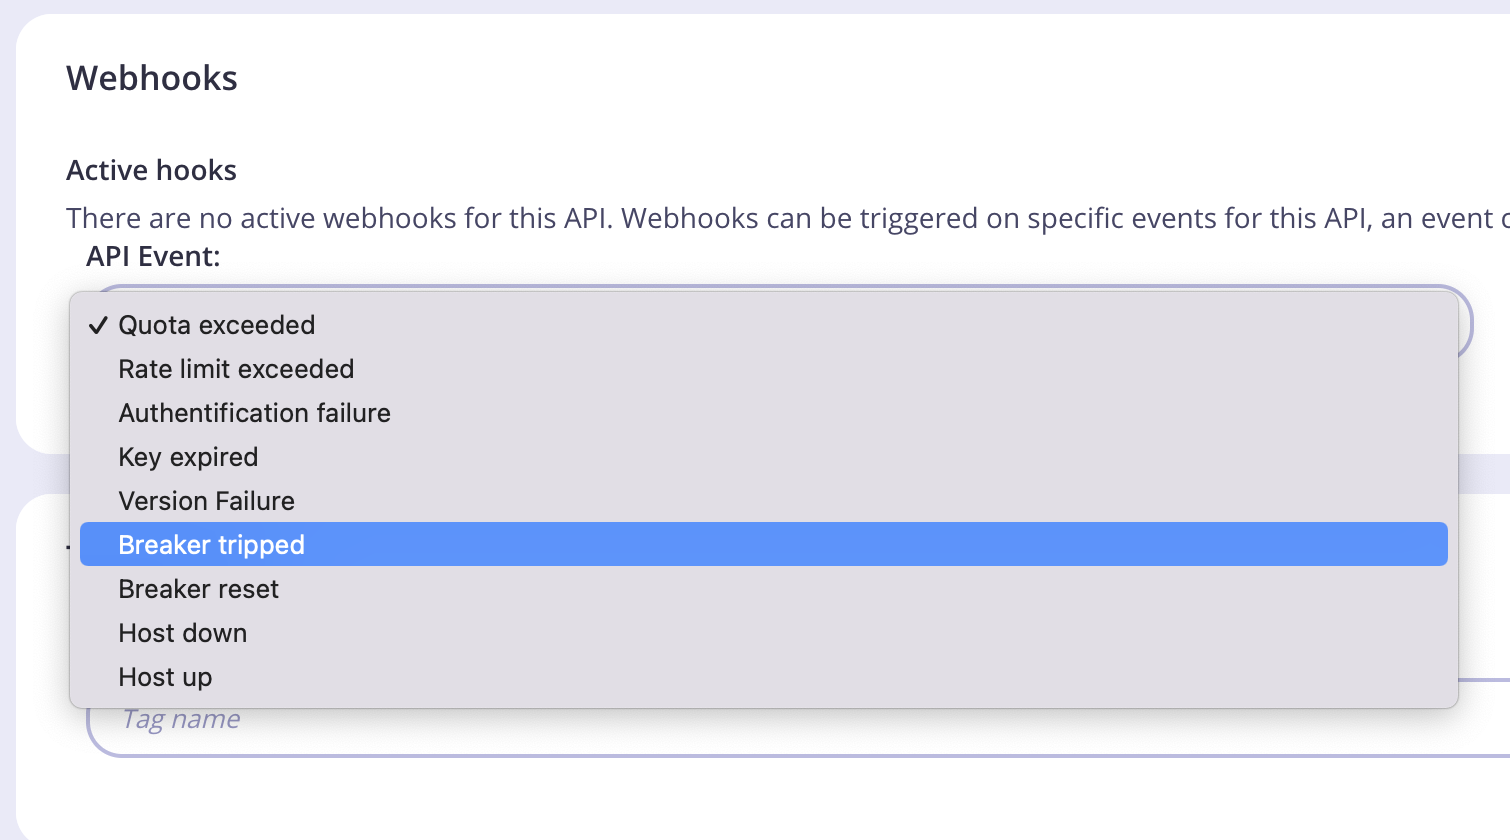 Webhooks
Active hooks
There are no active webhooks for this API. Webhooks can be triggered on specific events for this API, an event
API Event:
✓ Quota exceeded
Rate limit exceeded
Authentification failure
Key expired
Version Failure
Breaker tripped
Breaker reset
Host down
Host up
Tag name